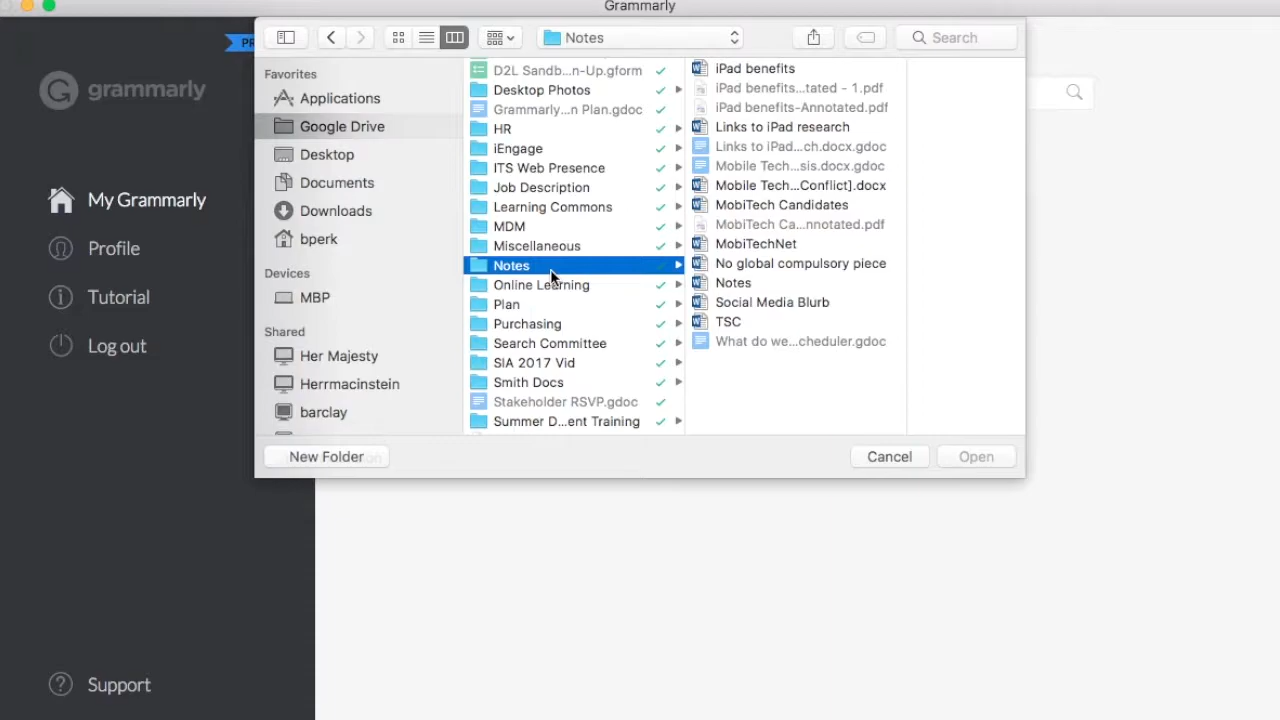 Grammarly
Notes
Search
grammarly
My Grammarly
Profile
Tutorial
Log out
Support
Favorites
Applications
Google Drive
Desktop
Documents
Downloads
bperk
Devices
MBP
Shared
Her Majesty
Herrmacinstein
barclay
D2L Sandb...n-Up.gform
Desktop Photos
Grammarly...n Plan.gdoc
HR
iEngage
ITS Web Presence
Job Description
Learning Commons
MDM
Miscellaneous
Notes
Online Learning
Plan
Purchasing
Search Committee
SIA 2017 Vid
Smith Docs
Stakeholder RSVP.gdoc
Summer D...ent Training
iPad benefits
iPad benefits...tated - 1.pdf
iPad benefits-Annotated.pdf
Links to iPad research
Links to iPad...ch.docx.gdoc
Mobile Tech...sis.docx.gdoc
Mobile Tech...Conflict].docx
MobiTech Candidates
MobiTech Ca...nnotated.pdf
MobiTechNet
No global compulsory piece
Notes
Social Media Blurb
TSC
What do we...cheduler.gdoc
New Folder
Cancel
Open